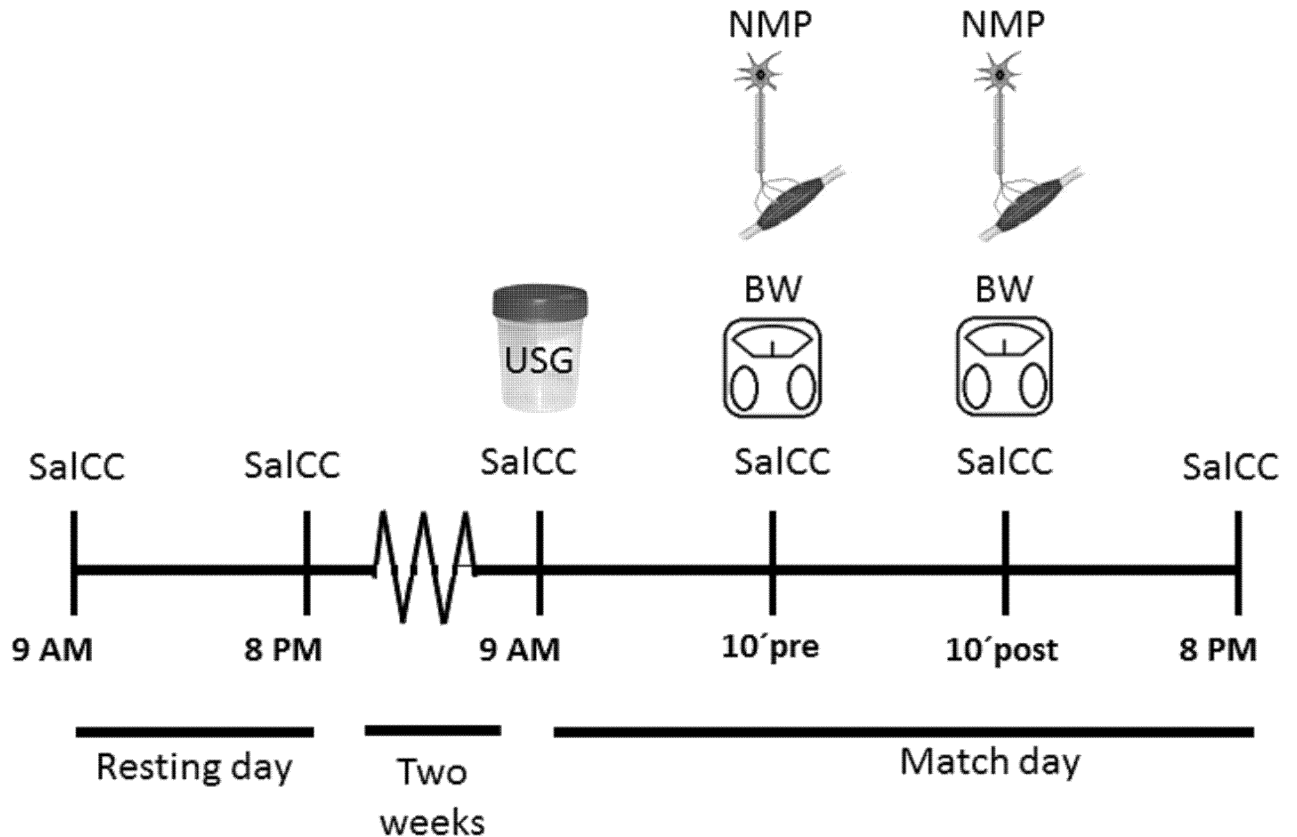 NMP NMP
BW BW
USG
SalCC SalCC SalCC SalCC SalCC SalCC
9 AM 8 PM 9 AM 10´pre 10´post 8 PM
Resting day Two weeks Match day